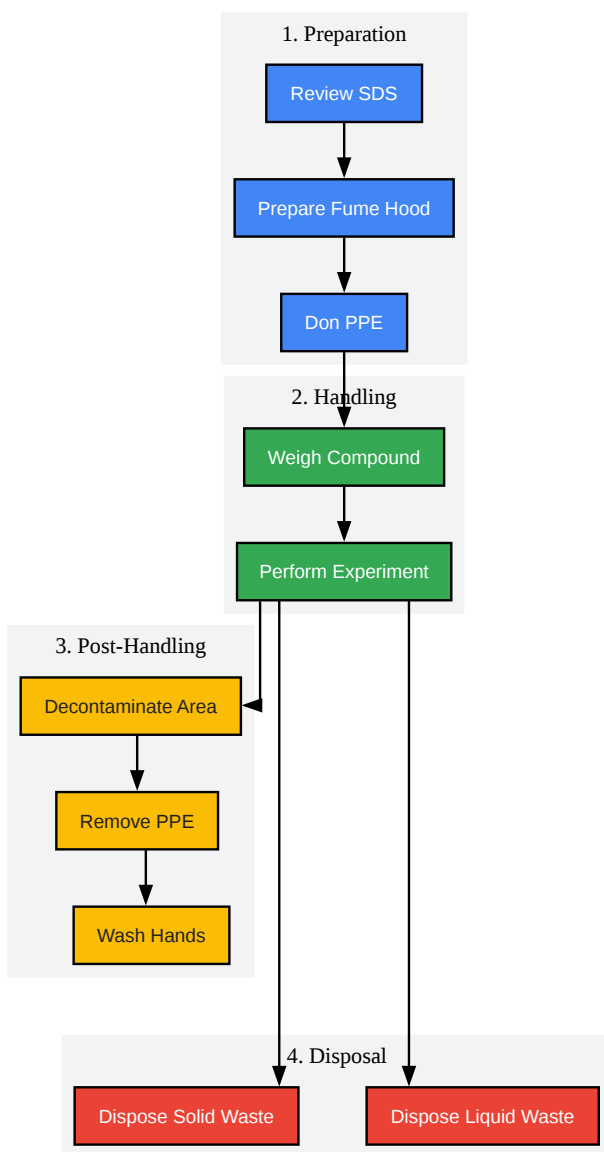 1. Preparation
Review SDS
Prepare Fume Hood
Don PPE
2. Handling
Weigh Compound
Perform Experiment
3. Post-Handling
Decontaminate Area
Remove PPE
Wash Hands
4. Disposal
Dispose Solid Waste
Dispose Liquid Waste